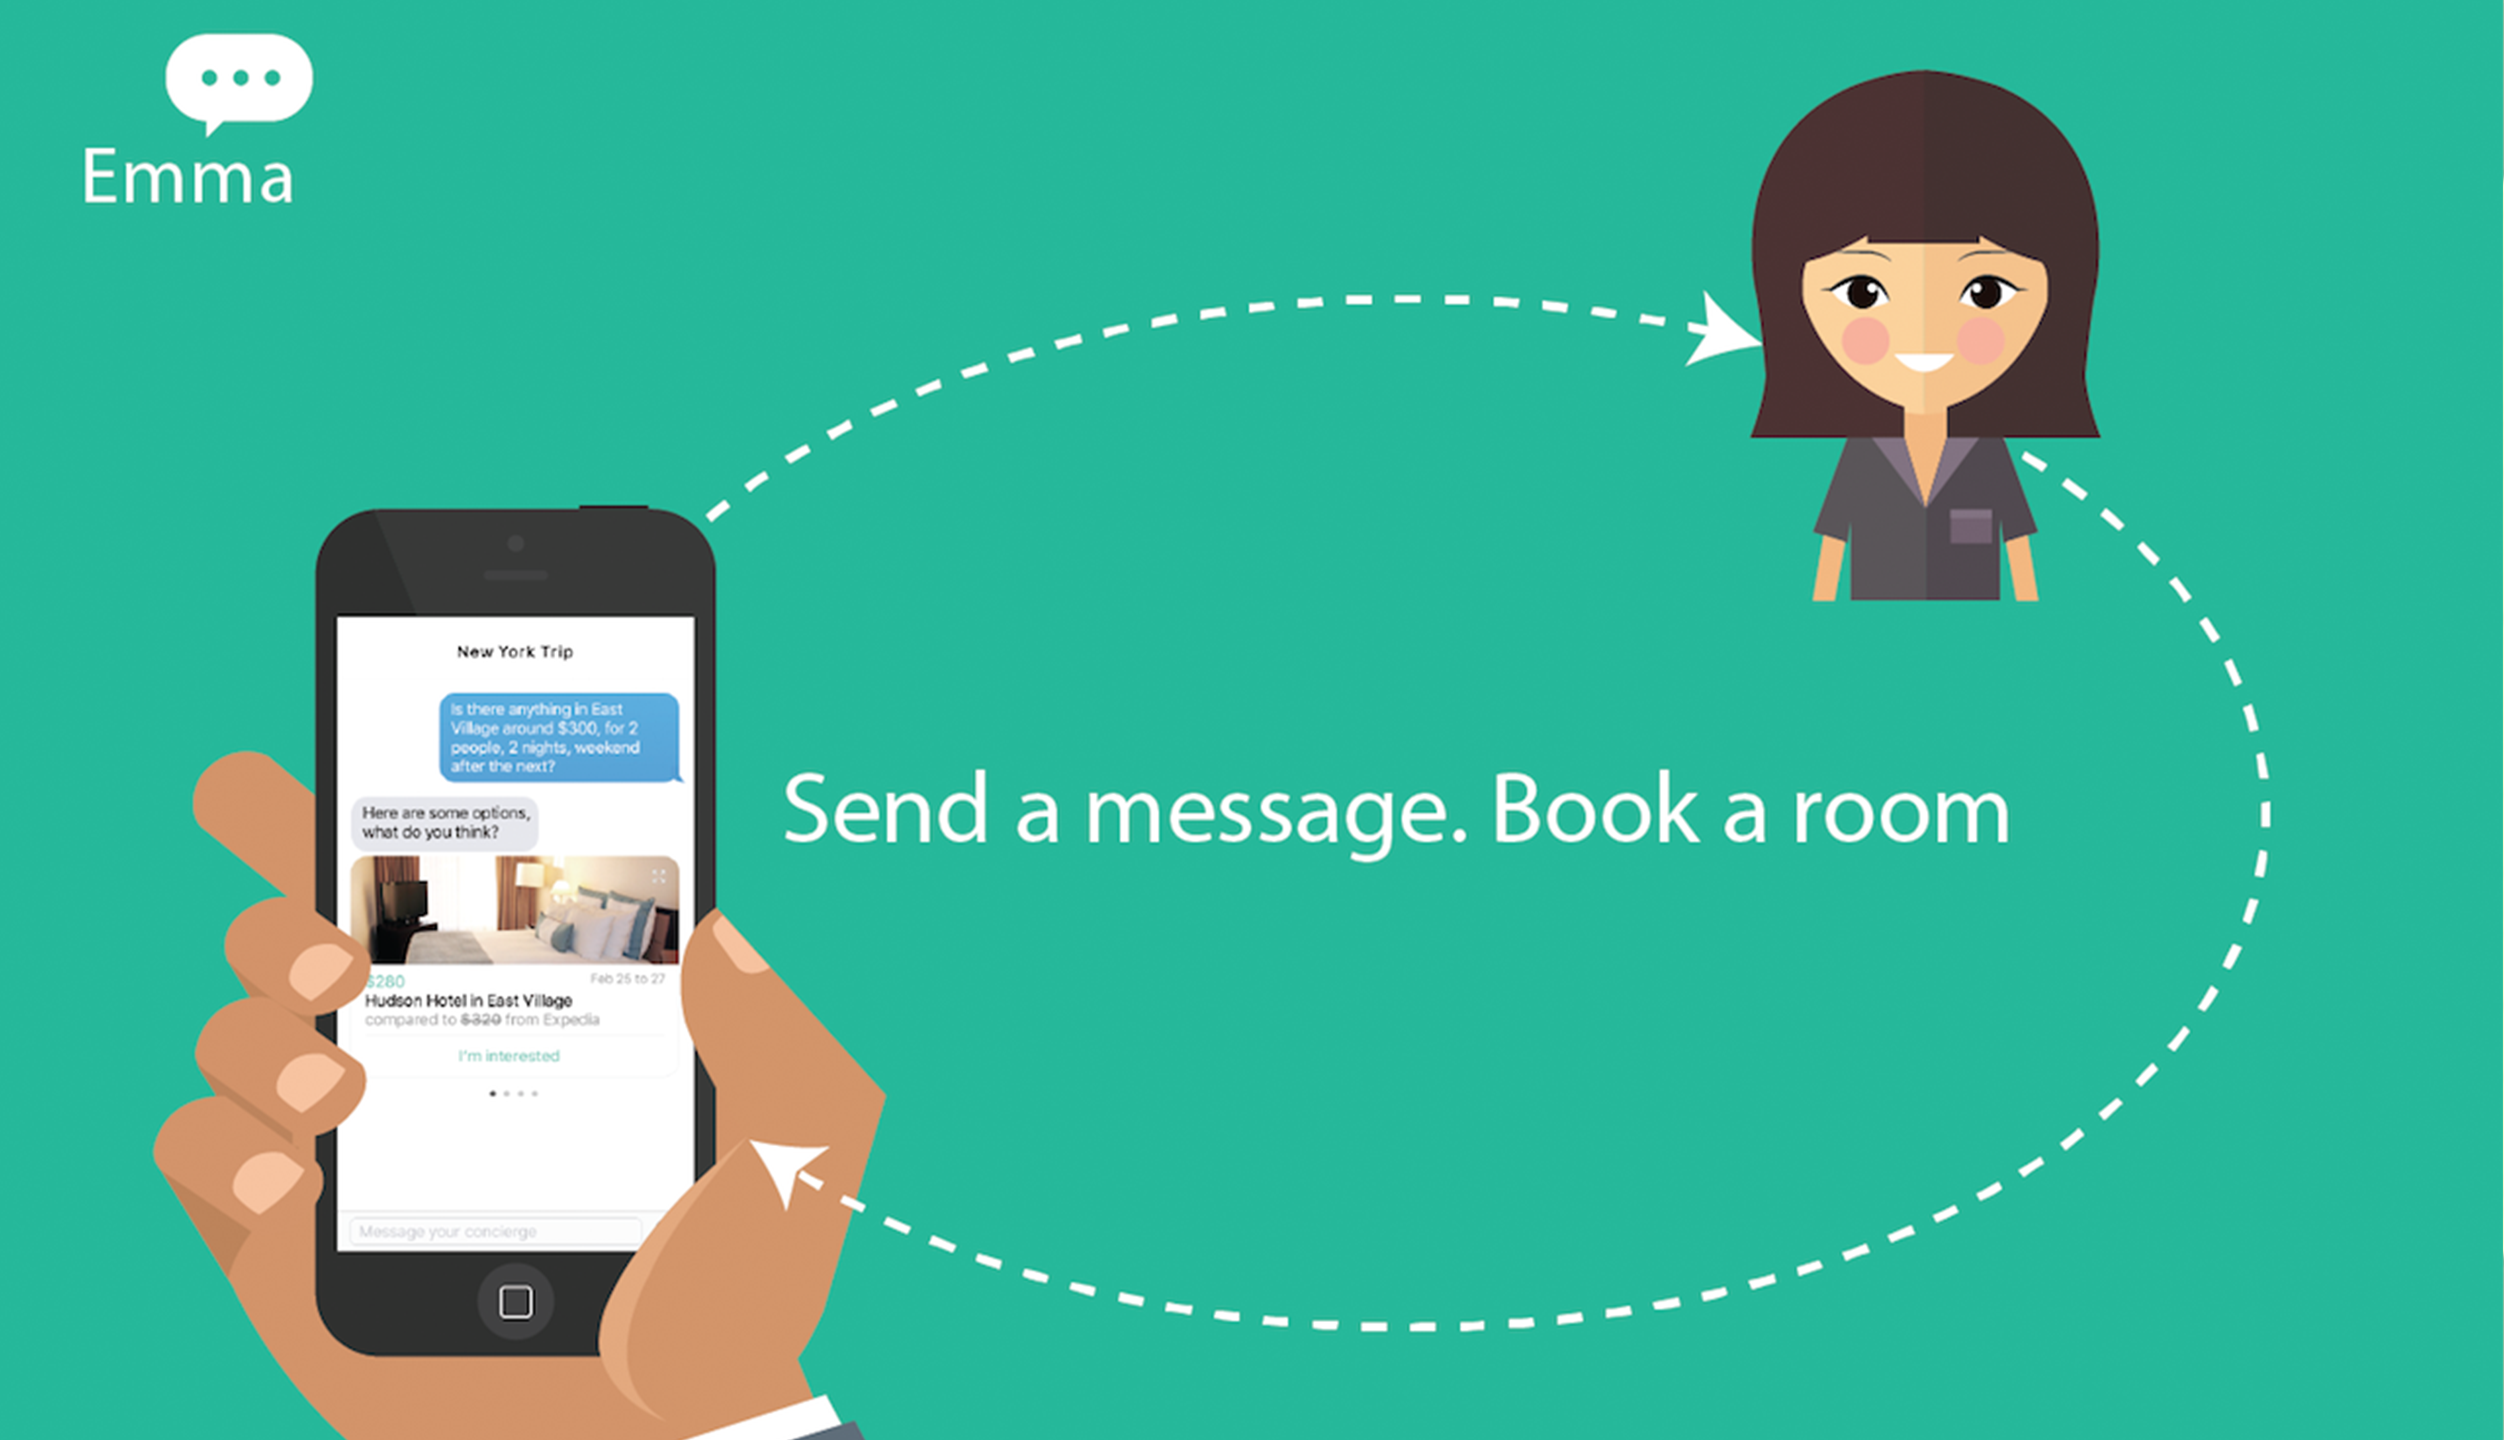 Emma
New York Trip
Is there anything in East
Village around $300, for 2
people, 2 nights, weekend
after the next?
Here are some options,
what do you think?
$280
Feb 25 to 27
Hudson Hotel in East Village
compared to $320 from Expedia
I'm interested
Message your concierge
Send a message. Book a room